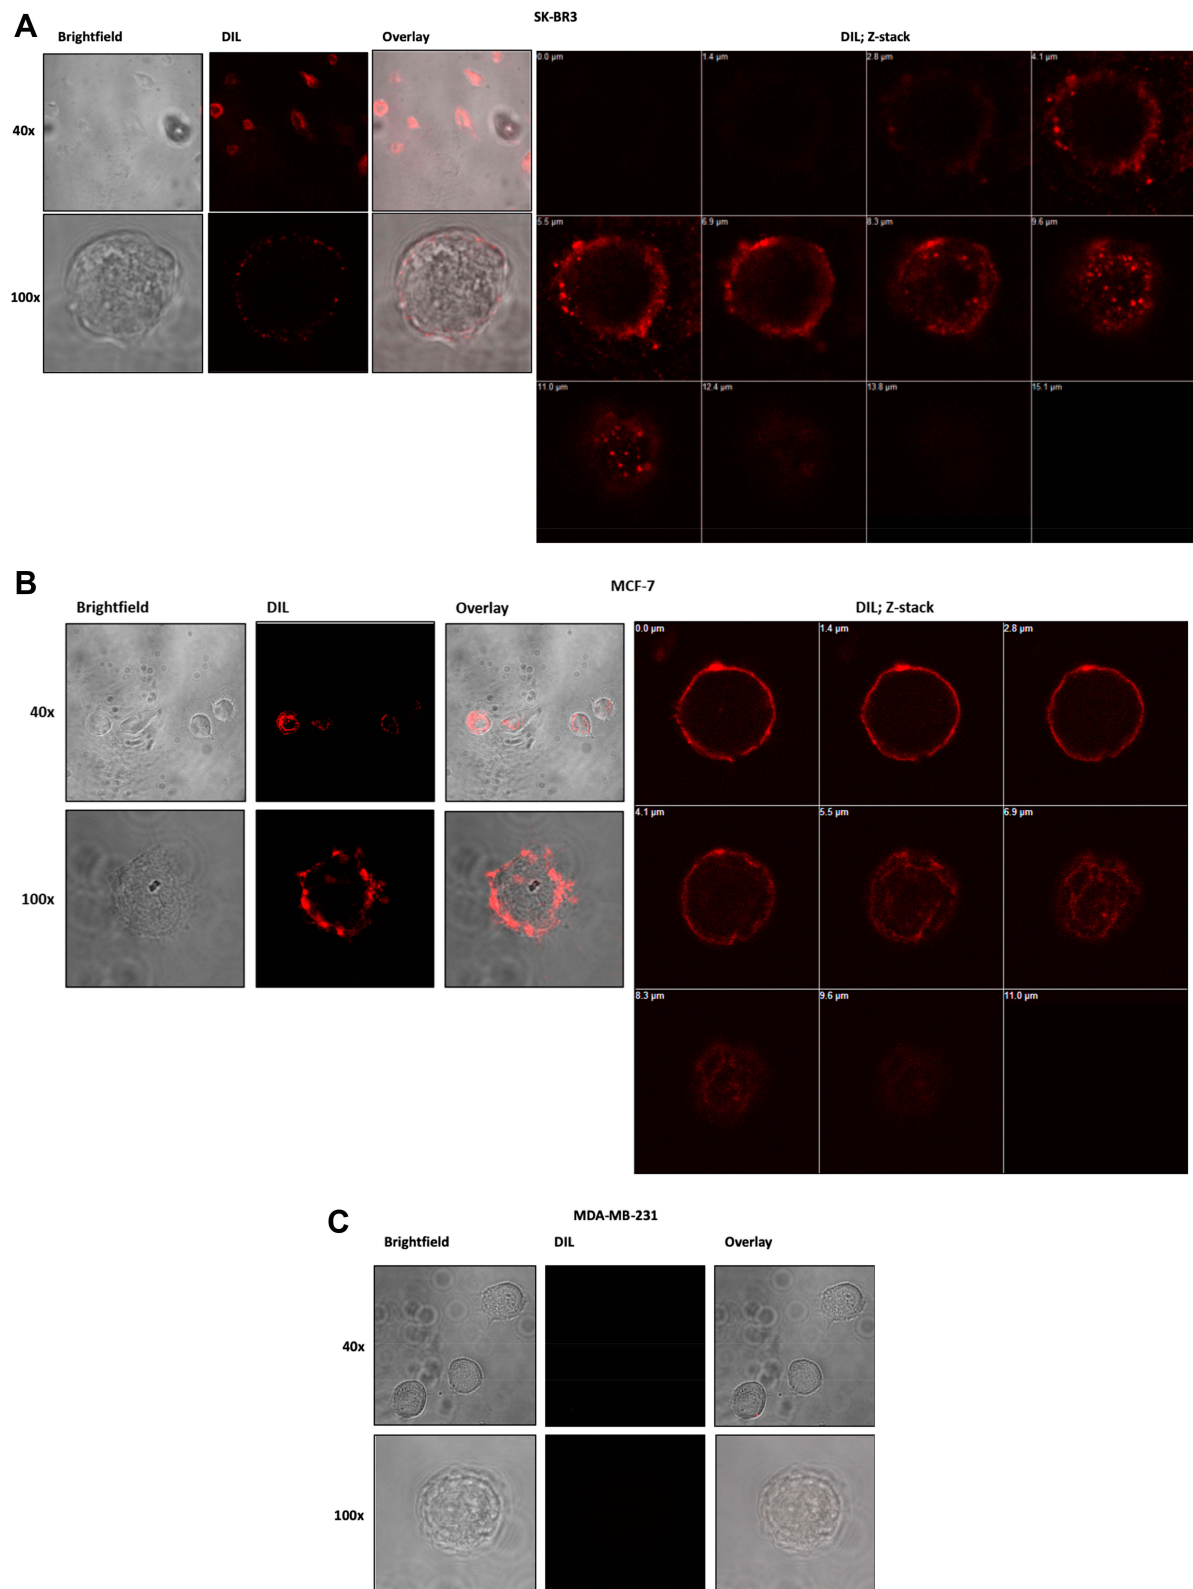 A
SK-BR3
Brightfield DIL Overlay DIL; Z-stack
40x
0.0 µm 1.4 µm 2.8 µm 4.1 µm
100x
5.5 µm 6.9 µm 8.3 µm 9.6 µm
11.0 µm 12.4 µm 13.8 µm 15.1 µm
B
MCF-7
Brightfield DIL Overlay DIL; Z-stack
40x
0.0 µm 1.4 µm 2.8 µm
100x
4.1 µm 5.5 µm 6.9 µm
8.3 µm 9.6 µm 11.0 µm
C
MDA-MB-231
Brightfield DIL Overlay
40x
100x